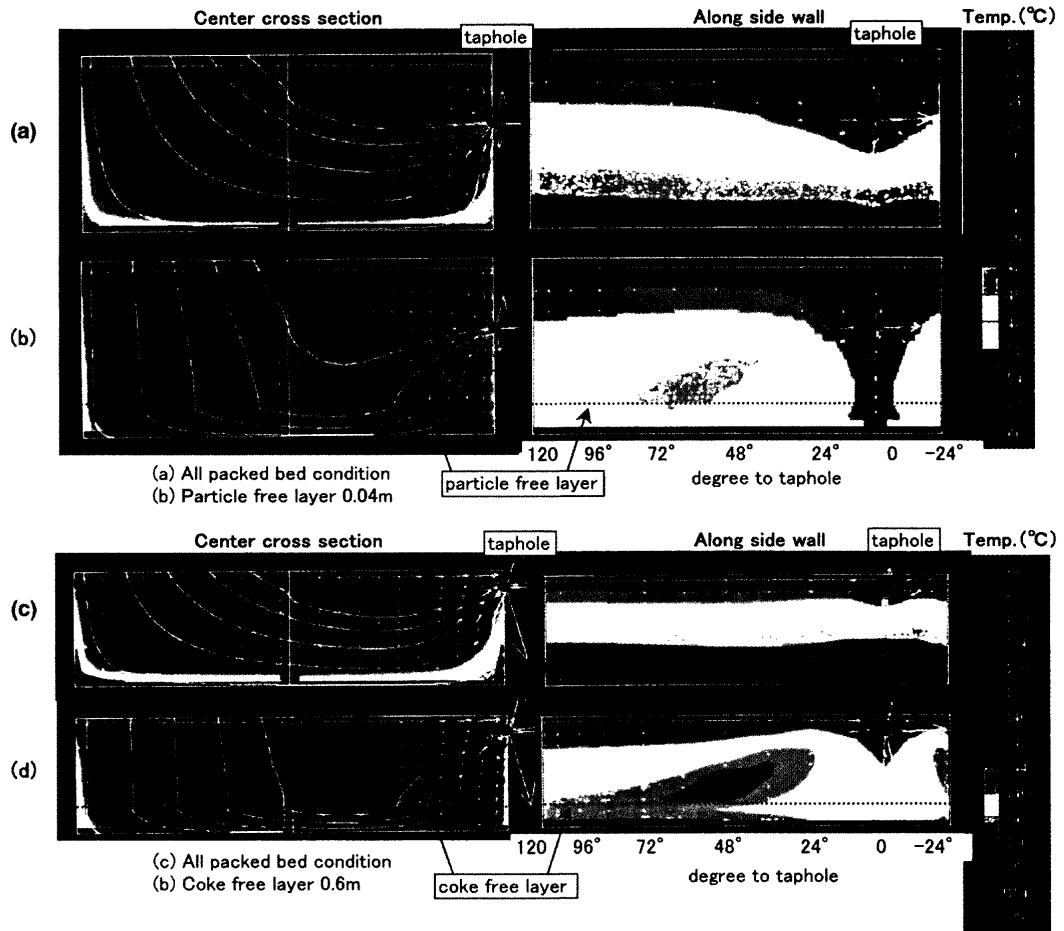 Center cross section
Along side wall
Temp.(℃)
taphole
taphole
(a)
(b)
120 96° 72° 48° 24° 0 −24°
(a) All packed bed condition
(b) Particle free layer 0.04m
particle free layer
degree to taphole
Center cross section
taphole
Along side wall
taphole
Temp.(℃)
(c)
(d)
120 96° 72° 48° 24° 0 −24°
(c) All packed bed condition
(b) Coke free layer 0.6m
coke free layer
degree to taphole